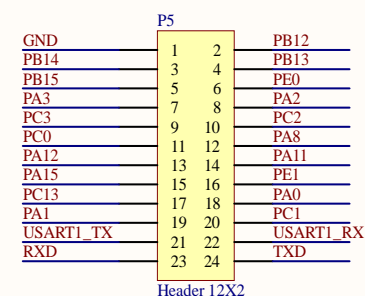 P5
GND 1 2 PB12
PB14 3 4 PB13
PB15 5 6 PE0
PA3 7 8 PA2
PC3 9 10 PC2
PC0 11 12 PA8
PA12 13 14 PA11
PA15 15 16 PE1
PC13 17 18 PA0
PA1 19 20 PC1
USART1_TX 21 22 USART1_RX
RXD 23 24 TXD
Header 12X2